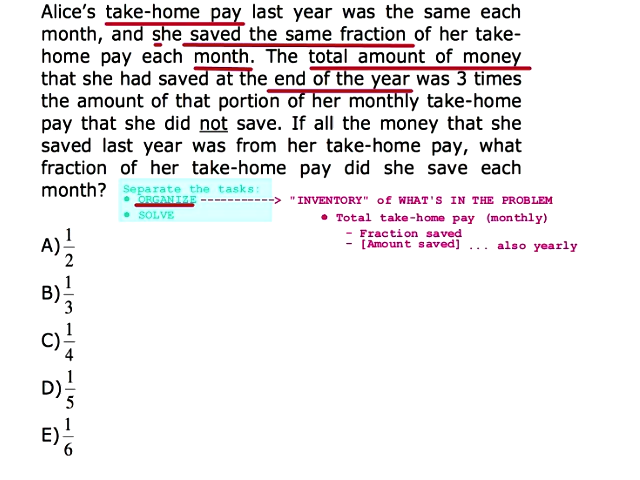 Alice's take-home pay last year was the same each
month, and she saved the same fraction of her take-
home pay each month. The total amount of money
that she had saved at the end of the year was 3 times
the amount of that portion of her monthly take-home
pay that she did not save. If all the money that she
saved last year was from her take-home pay, what
fraction of her take-home pay did she save each
month?
Separate the tasks:
• ORGANIZE -----------> "INVENTORY" of WHAT'S IN THE PROBLEM
• SOLVE
• Total take-home pay (monthly)
- Fraction saved
- [Amount saved] ... also yearly
A) 1/2
B) 1/3
C) 1/4
D) 1/5
E) 1/6